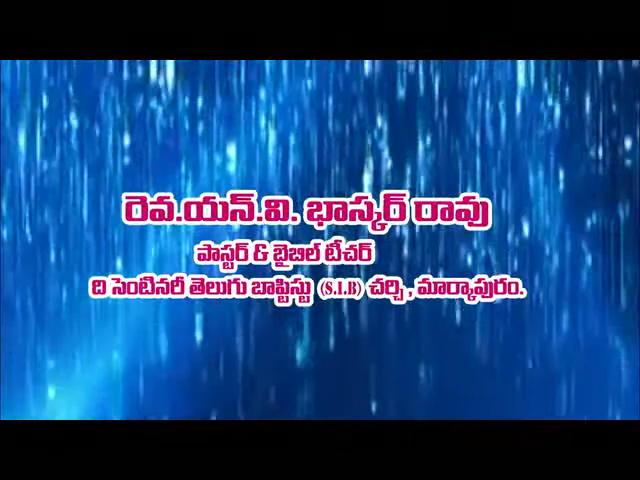 రెవ.యన్.వి. భాస్కర్ రావు
పాస్టర్ & బైబిల్ టీచర్
ది సెంటినరీ తెలుగు బాప్టిస్టు (S.I.B) చర్చి, మార్కాపురం.